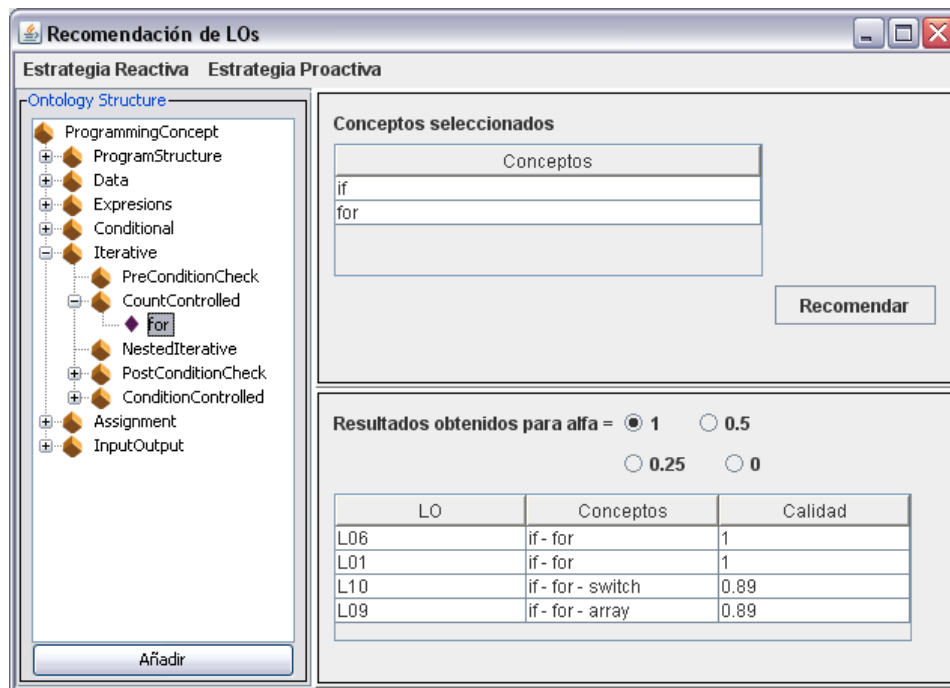 Recomendación de LOs
Estrategia Reactiva Estrategia Proactiva
Ontology Structure
ProgrammingConcept
ProgramStructure
Data
Expresions
Conditional
Iterative
PreConditionCheck
CountControlled
for
NestedIterative
PostConditionCheck
ConditionControlled
Assignment
InputOutput
Añadir
Conceptos seleccionados
Conceptos
if
for
Recomendar
Resultados obtenidos para alfa = 1 0.5
0.25 0
LO Conceptos Calidad
L06 if - for 1
L01 if - for 1
L10 if - for - switch 0.89
L09 if - for - array 0.89